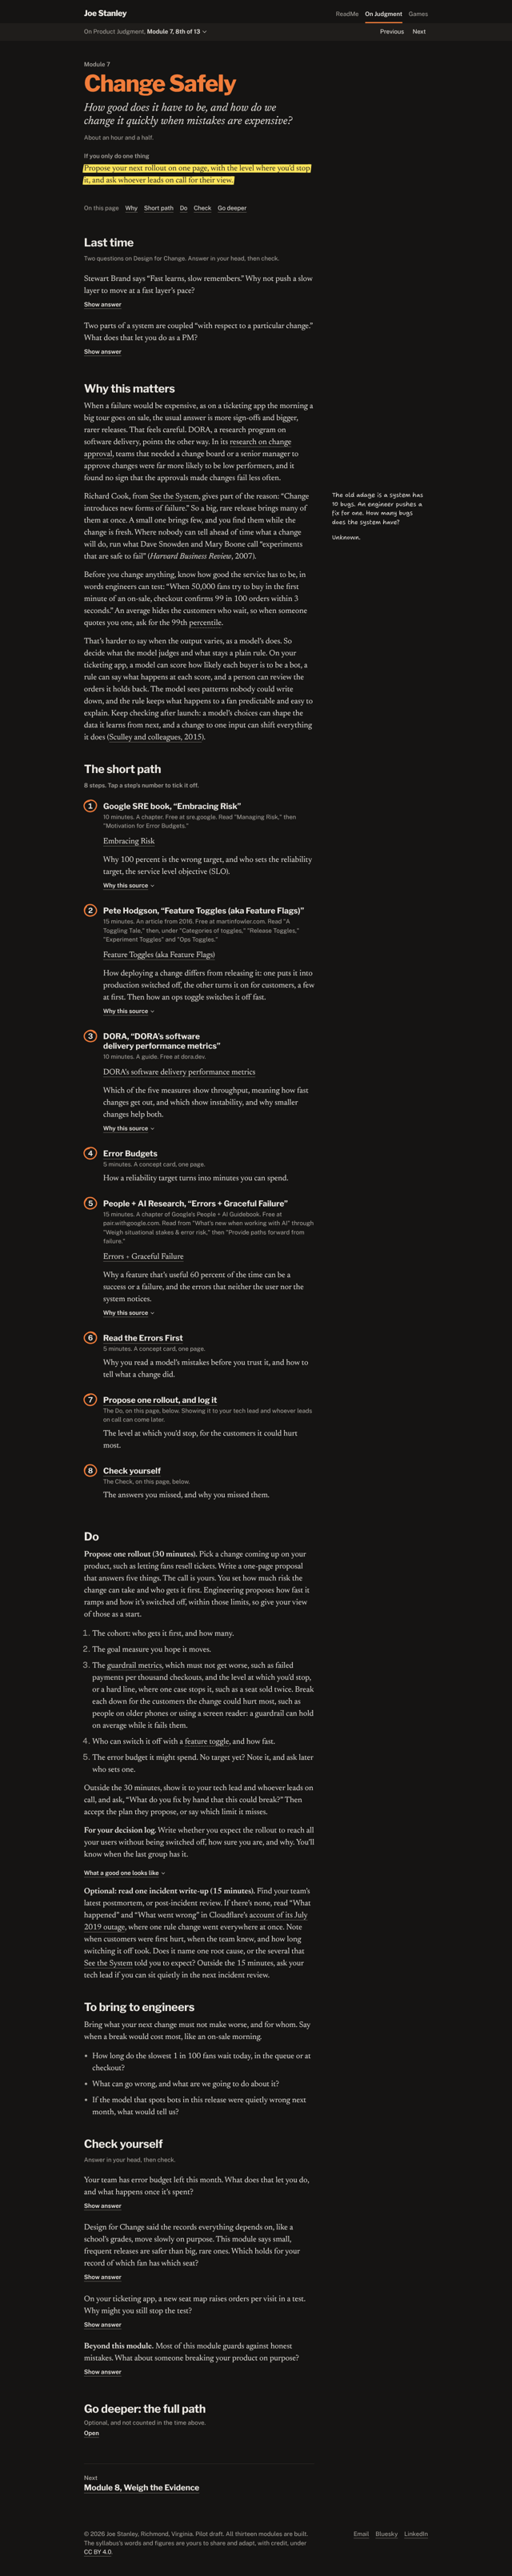 Joe Stanley
ReadMe On Judgment Games
On Product Judgment, Module 7, 8th of 13
Previous Next
Module 7
Change Safely
How good does it have to be, and how do we
change it quickly when mistakes are expensive?
About an hour and a half.
If you only do one thing
Propose your next rollout on one page, with the level where you'd stop
it, and ask whoever leads on call for their view.
On this page Why Short path Do Check Go deeper
Last time
Two questions on Design for Change. Answer in your head, then check.
Stewart Brand says “Fast learns, slow remembers.” Why not push a slow
layer to move at a fast layer's pace?
Show answer
Two parts of a system are coupled “with respect to a particular change.”
What does that let you do as a PM?
Show answer
Why this matters
When a failure would be expensive, as on a ticketing app the morning a
big tour goes on sale, the usual answer is more sign-offs and bigger,
rarer releases. That feels careful. DORA, a research program on
software delivery, points the other way. In its research on change
approval, teams that needed a change board or a senior manager to
approve changes were far more likely to be low performers, and it
found no sign that the approvals made changes fail less often.
Richard Cook, from See the System, gives part of the reason: “Change
introduces new forms of failure.” So a big, rare release brings many of
them at once. A small one brings few, and you find them while the
change is fresh. Where nobody can tell ahead of time what a change
will do, run what Dave Snowden and Mary Boone call “experiments
that are safe to fail” (Harvard Business Review, 2007).
The old adage is a system has
10 bugs. An engineer pushes a
fix for one. How many bugs
does the system have?
Unknown.
Before you change anything, know how good the service has to be, in
words engineers can test: “When 50,000 fans try to buy in the first
minute of an on-sale, checkout confirms 99 in 100 orders within 3
seconds.” An average hides the customers who wait, so when someone
quotes you one, ask for the 99th percentile.
That's harder to say when the output varies, as a model's does. So
decide what the model judges and what stays a plain rule. On your
ticketing app, a model can score how likely each buyer is to be a bot, a
rule can say what happens at each score, and a person can review the
orders it holds back. The model sees patterns nobody could write
down, and the rule keeps what happens to a fan predictable and easy to
explain. Keep checking after launch: a model's choices can shape the
data it learns from next, and a change to one input can shift everything
it does (Sculley and colleagues, 2015).
The short path
8 steps. Tap a step's number to tick it off.
1 Google SRE book, “Embracing Risk”
10 minutes. A chapter. Free at sre.google. Read "Managing Risk," then
"Motivation for Error Budgets."
Embracing Risk
Why 100 percent is the wrong target, and who sets the reliability
target, the service level objective (SLO).
Why this source
2 Pete Hodgson, “Feature Toggles (aka Feature Flags)”
15 minutes. An article from 2016. Free at martinfowler.com. Read "A
Toggling Tale," then, under "Categories of toggles," "Release Toggles,"
"Experiment Toggles" and "Ops Toggles."
Feature Toggles (aka Feature Flags)
How deploying a change differs from releasing it: one puts it into
production switched off, the other turns it on for customers, a few
at first. Then how an ops toggle switches it off fast.
Why this source
3 DORA, “DORA's software
delivery performance metrics”
10 minutes. A guide. Free at dora.dev.
DORA's software delivery performance metrics
Which of the five measures show throughput, meaning how fast
changes get out, and which show instability, and why smaller
changes help both.
Why this source
4 Error Budgets
5 minutes. A concept card, one page.
How a reliability target turns into minutes you can spend.
5 People + AI Research, “Errors + Graceful Failure”
15 minutes. A chapter of Google's People + AI Guidebook. Free at
pair.withgoogle.com. Read from "What's new when working with AI" through
"Weigh situational stakes & error risk," then "Provide paths forward from
failure."
Errors + Graceful Failure
Why a feature that's useful 60 percent of the time can be a
success or a failure, and the errors that neither the user nor the
system notices.
Why this source
6 Read the Errors First
5 minutes. A concept card, one page.
Why you read a model's mistakes before you trust it, and how to
tell what a change did.
7 Propose one rollout, and log it
The Do, on this page, below. Showing it to your tech lead and whoever leads
on call can come later.
The level at which you'd stop, for the customers it could hurt
most.
8 Check yourself
The Check, on this page, below.
The answers you missed, and why you missed them.
Do
Propose one rollout (30 minutes). Pick a change coming up on your
product, such as letting fans resell tickets. Write a one-page proposal
that answers five things. The call is yours. You set how much risk the
change can take and who gets it first. Engineering proposes how fast it
ramps and how it's switched off, within those limits, so give your view
of those as a start.
1. The cohort: who gets it first, and how many.
2. The goal measure you hope it moves.
3. The guardrail metrics, which must not get worse, such as failed
payments per thousand checkouts, and the level at which you'd stop,
or a hard line, where one case stops it, such as a seat sold twice. Break
each down for the customers the change could hurt most, such as
people on older phones or using a screen reader: a guardrail can hold
on average while it fails them.
4. Who can switch it off with a feature toggle, and how fast.
5. The error budget it might spend. No target yet? Note it, and ask later
who sets one.
Outside the 30 minutes, show it to your tech lead and whoever leads on
call, and ask, “What do you fix by hand that this could break?” Then
accept the plan they propose, or say which limit it misses.
For your decision log. Write whether you expect the rollout to reach all
your users without being switched off, how sure you are, and why. You'll
know when the last group has it.
What a good one looks like
Optional: read one incident write-up (15 minutes). Find your team's
latest postmortem, or post-incident review. If there's none, read “What
happened” and “What went wrong” in Cloudflare's account of its July
2019 outage, where one rule change went everywhere at once. Note
when customers were first hurt, when the team knew, and how long
switching it off took. Does it name one root cause, or the several that
See the System told you to expect? Outside the 15 minutes, ask your
tech lead if you can sit quietly in the next incident review.
To bring to engineers
Bring what your next change must not make worse, and for whom. Say
when a break would cost most, like an on-sale morning.
• How long do the slowest 1 in 100 fans wait today, in the queue or at
checkout?
• What can go wrong, and what are we going to do about it?
• If the model that spots bots in this release were quietly wrong next
month, what would tell us?
Check yourself
Answer in your head, then check.
Your team has error budget left this month. What does that let you do,
and what happens once it's spent?
Show answer
Design for Change said the records everything depends on, like a
school's grades, move slowly on purpose. This module says small,
frequent releases are safer than big, rare ones. Which holds for your
record of which fan has which seat?
Show answer
On your ticketing app, a new seat map raises orders per visit in a test.
Why might you still stop the test?
Show answer
Beyond this module. Most of this module guards against honest
mistakes. What about someone breaking your product on purpose?
Show answer
Go deeper: the full path
Optional, and not counted in the time above.
Open
Next
Module 8, Weigh the Evidence
© 2026 Joe Stanley, Richmond, Virginia. Pilot draft. All thirteen modules are built.
The syllabus's words and figures are yours to share and adapt, with credit, under
CC BY 4.0.
Email Bluesky LinkedIn